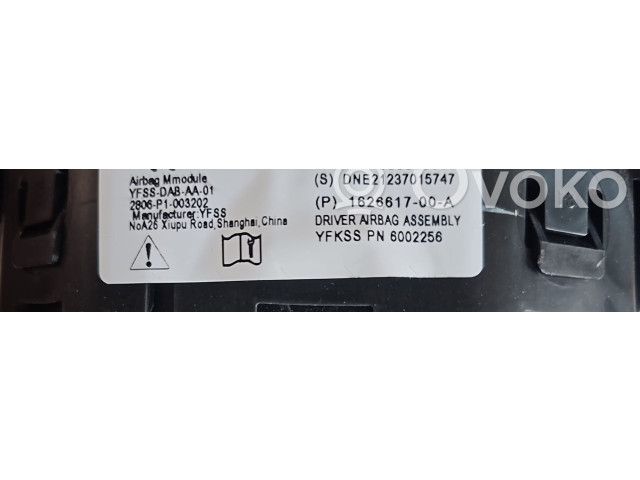 Airbag Mmodule
YFSS-DAB-AA-01
2806-P1-003202
Manufacturer:YFSS
NoA26 Xiupu Road,Shanghai,China
(S) DNE21237015747
(P) 1626617-00-A
DRIVER AIRBAG ASSEMBLY
YFKSS PN 6002256
OVOKO